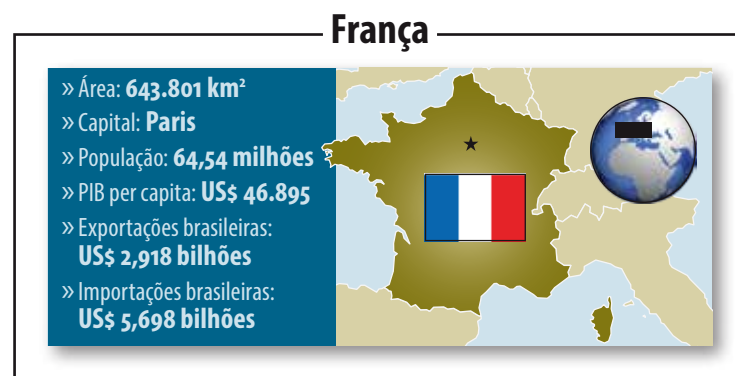 França
» Área: 643.801 km²
» Capital: Paris
» População: 64,54 milhões
» PIB per capita: US$ 46.895
» Exportações brasileiras:
US$ 2,918 bilhões
» Importações brasileiras:
US$ 5,698 bilhões